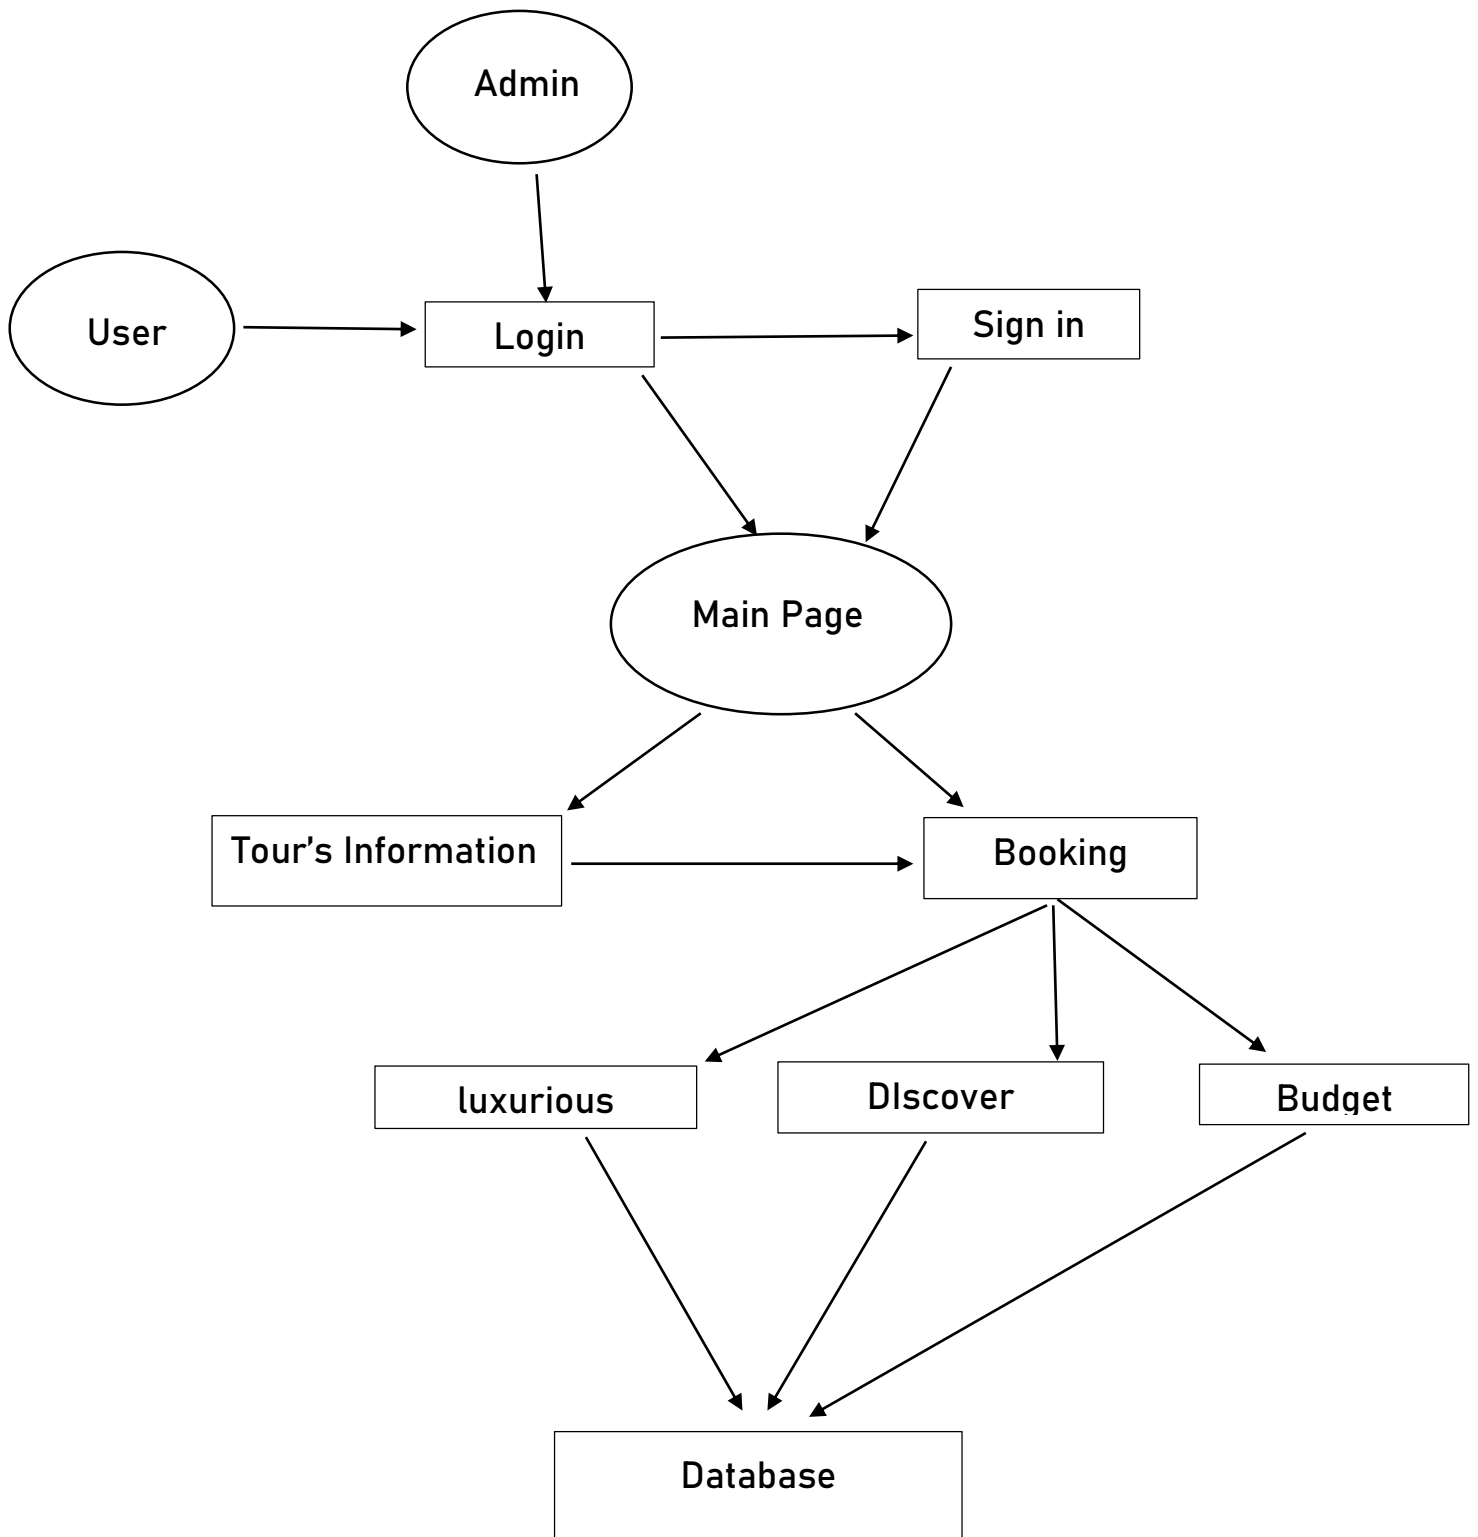 Admin
User
Login
Sign in
Main Page
Tour’s Information
Booking
luxurious
DIscover
Budget
Database